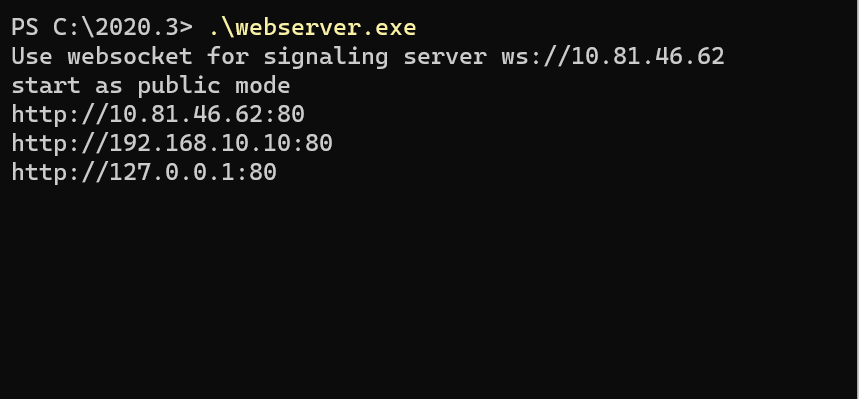 PS C:\2020.3> .\webserver.exe
Use websocket for signaling server ws://10.81.46.62
start as public mode
http://10.81.46.62:80
http://192.168.10.10:80
http://127.0.0.1:80